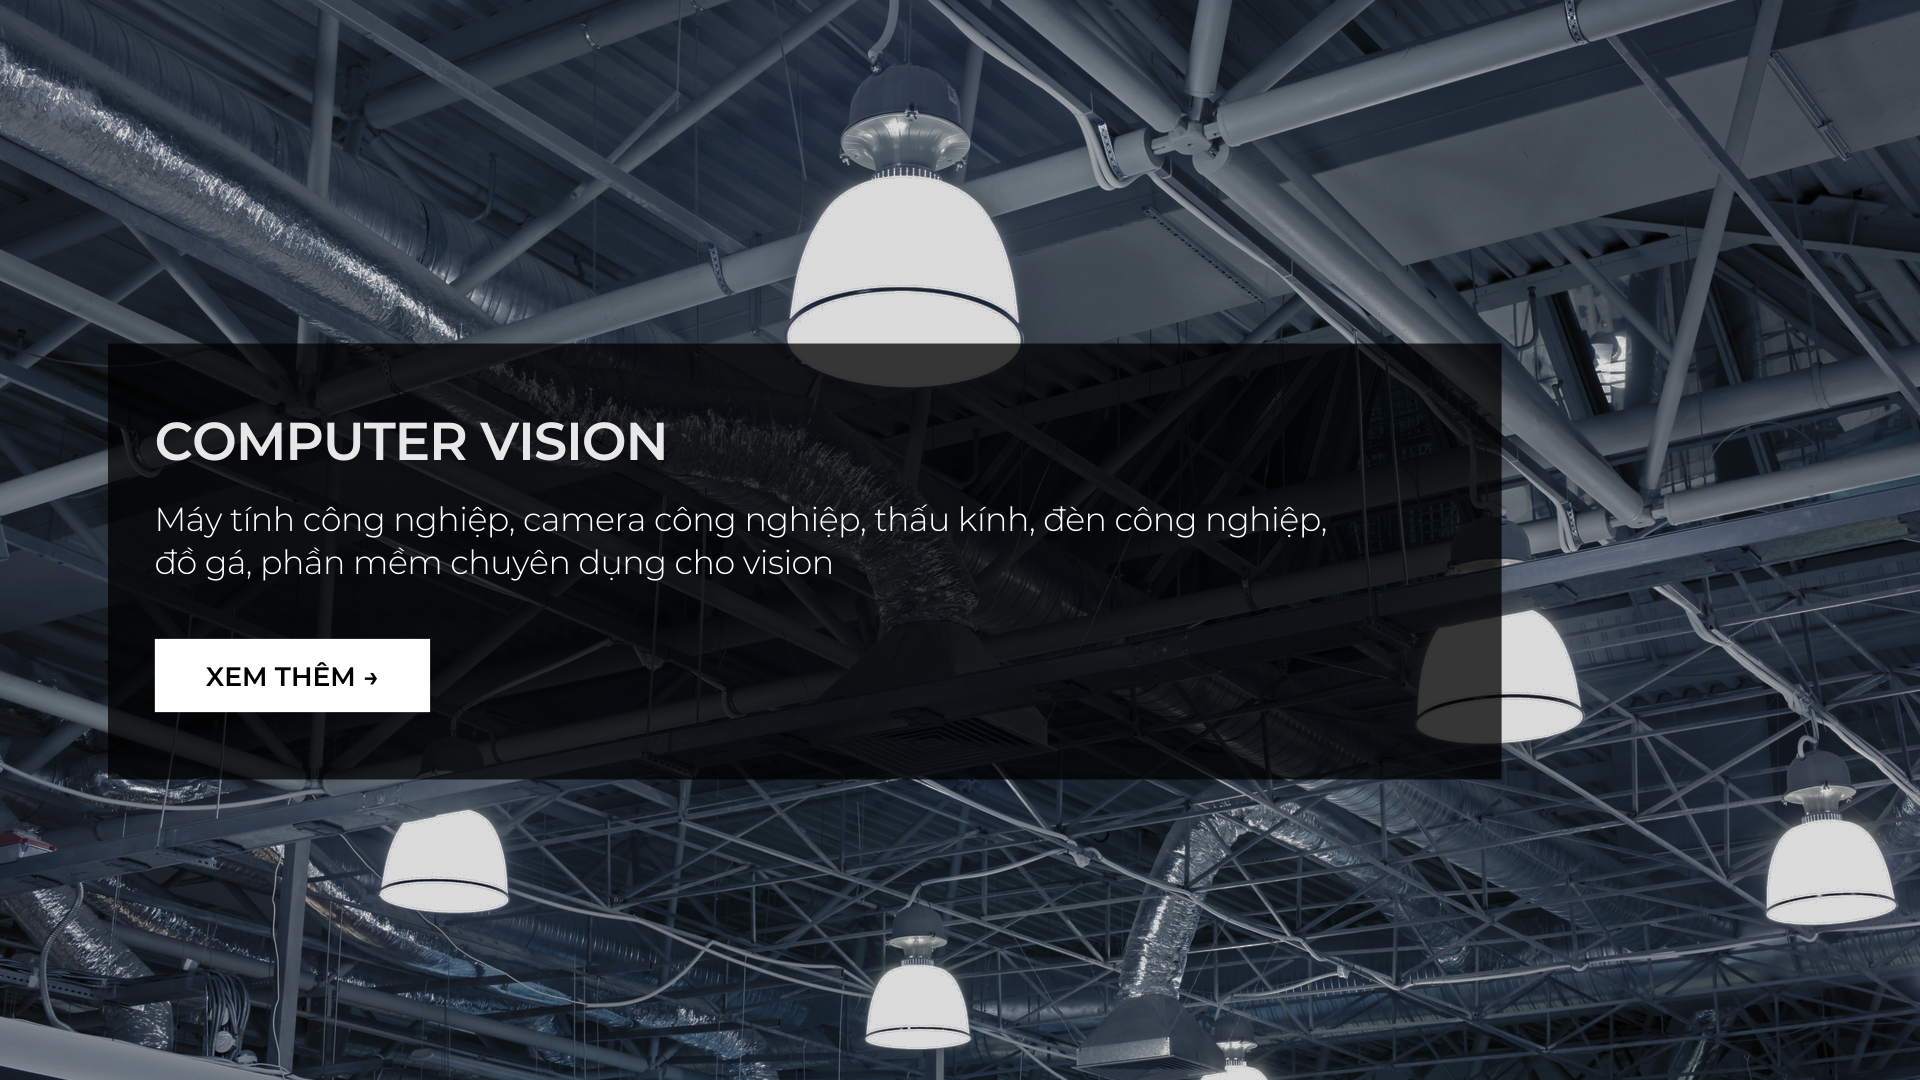 COMPUTER VISION
Máy tính công nghiệp, camera công nghiệp, thấu kính, đèn công nghiệp,
đồ gá, phần mềm chuyên dụng cho vision
XEM THÊM →